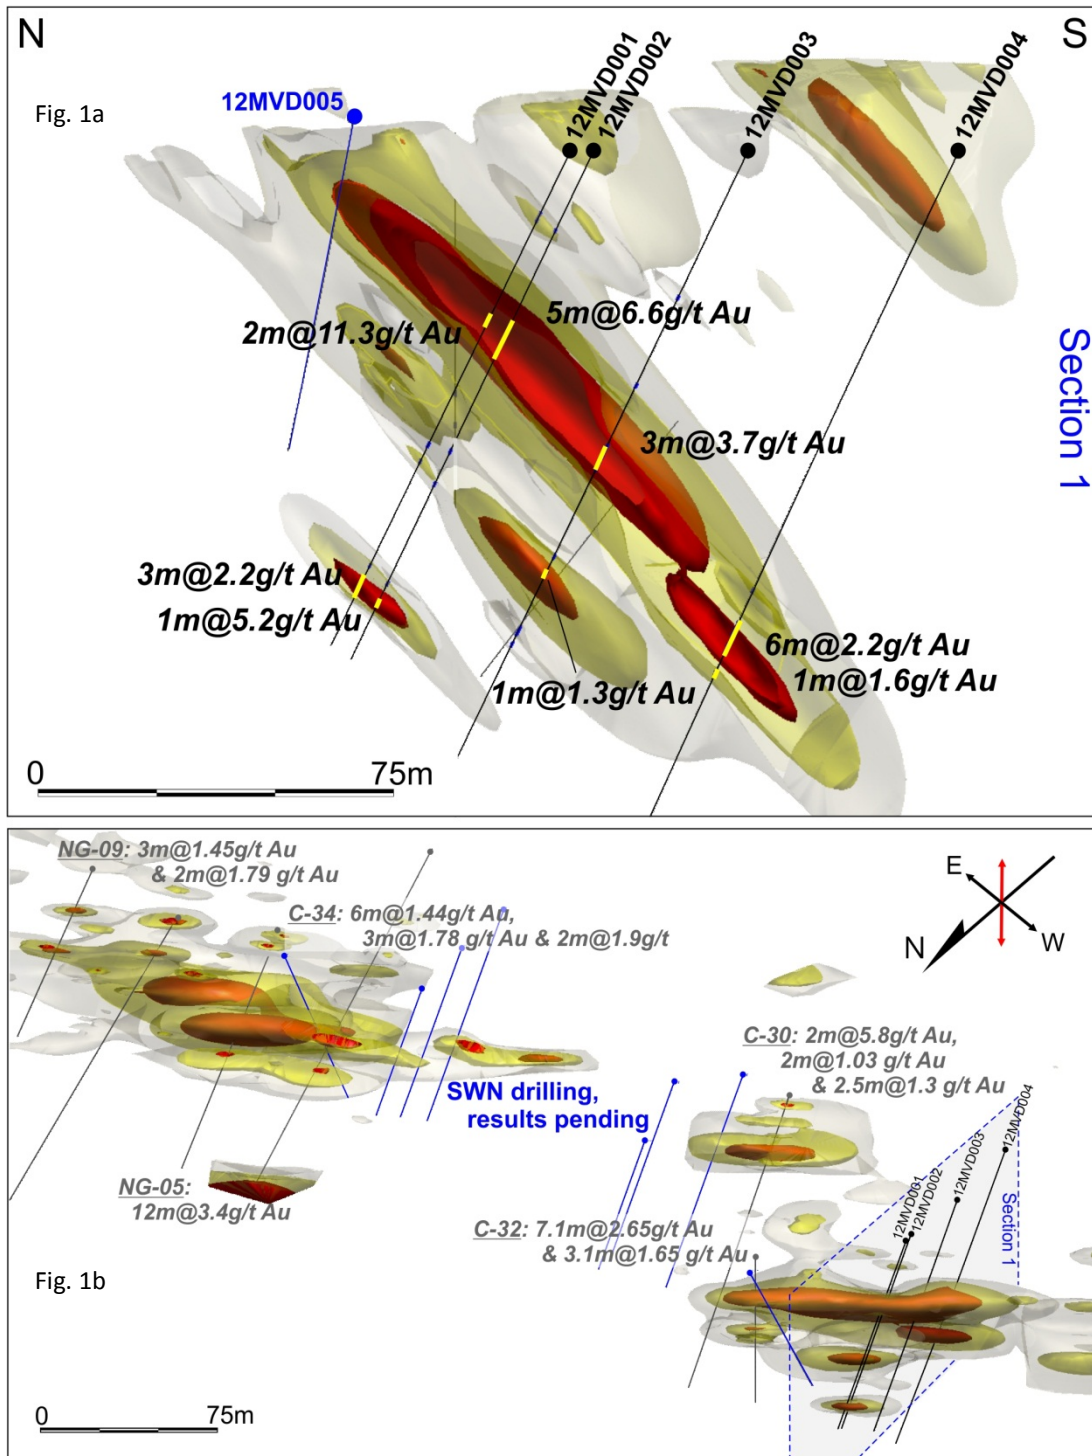 N
S
Fig. 1a
12MVD005
12MVD001
12MVD002
12MVD003
12MVD004
2m@11.3g/t Au
5m@6.6g/t Au
Section 1
3m@3.7g/t Au
3m@2.2g/t Au
1m@5.2g/t Au
6m@2.2g/t Au
1m@1.6g/t Au
1m@1.3g/t Au
0
75m
NG-09: 3m@1.45g/t Au
& 2m@1.79 g/t Au
C-34: 6m@1.44g/t Au,
3m@1.78 g/t Au & 2m@1.9g/t
E
N
W
SWN drilling,
results pending
C-30: 2m@5.8g/t Au,
2m@1.03 g/t Au
& 2.5m@1.3 g/t Au
12MVD001
12MVD002
12MVD003
12MVD004
Section 1
NG-05:
12m@3.4g/t Au
C-32: 7.1m@2.65g/t Au
& 3.1m@1.65 g/t Au
Fig. 1b
0
75m